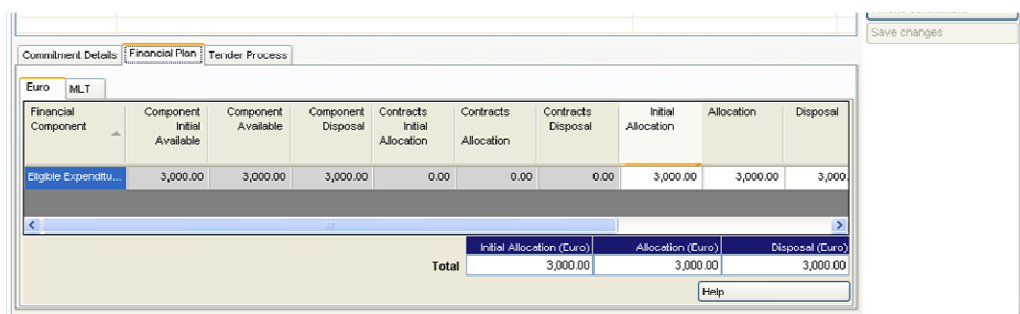 Save changes
Commitment Details Financial Plan Tender Process
Euro MLT
Financial Component Component Initial Available Component Available Component Disposal Contracts Initial Allocation Contracts Allocation Contracts Disposal Initial Allocation Allocation Disposal
Eligible Expenditu... 3,000.00 3,000.00 3,000.00 0.00 0.00 0.00 3,000.00 3,000.00 3,000
Initial Allocation (Euro) Allocation (Euro) Disposal (Euro)
Total 3,000.00 3,000.00 3,000.00
Help